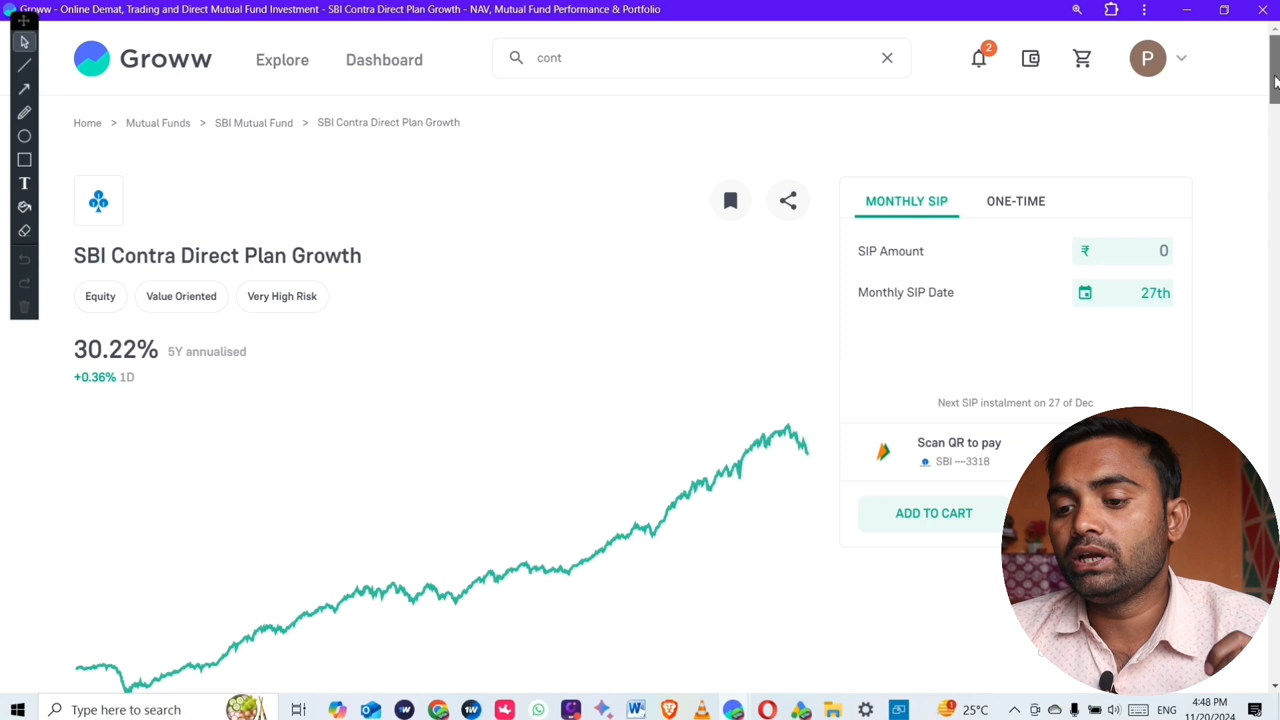 Groww - Online Demat, Trading and Direct Mutual Fund Investment - SBI Contra Direct Plan Growth - NAV, Mutual Fund Performance & Portfolio
Groww
Explore
Dashboard
cont
2
P
Home > Mutual Funds > SBI Mutual Fund > SBI Contra Direct Plan Growth
T
MONTHLY SIP
ONE-TIME
SBI Contra Direct Plan Growth
SIP Amount
₹ 0
Equity
Value Oriented
Very High Risk
Monthly SIP Date
27th
30.22% 5Y annualised
+0.36% 1D
Next SIP instalment on 27 of Dec
Scan QR to pay
SBI ····3318
ADD TO CART
Type here to search
25°C
ENG
4:48 PM
11/20/2024